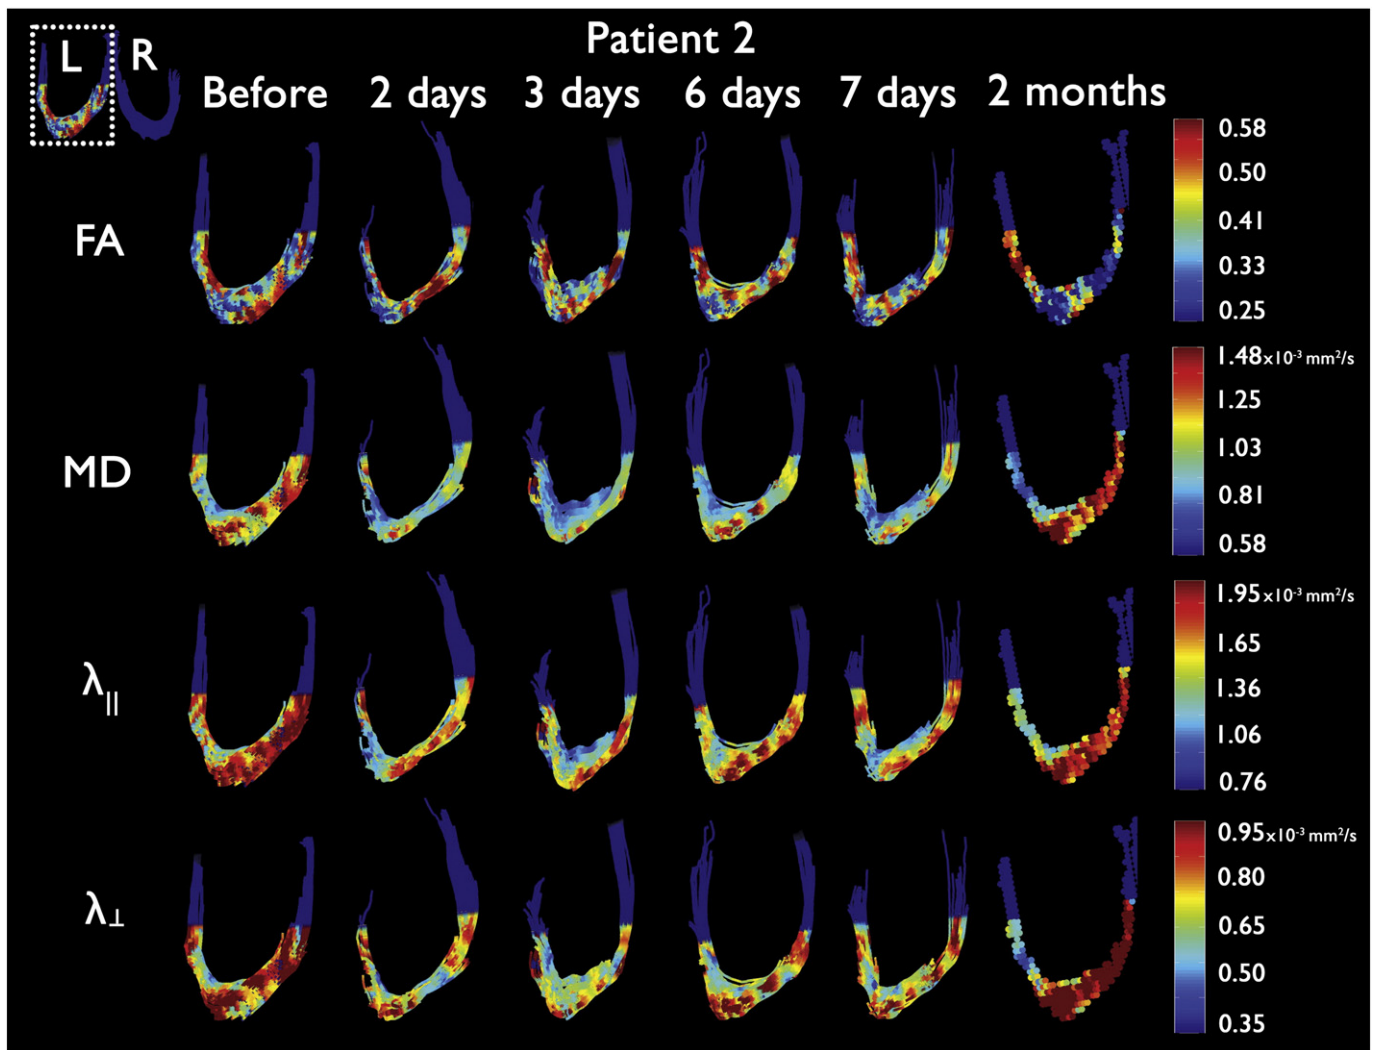 Patient 2
L R
Before 2 days 3 days 6 days 7 days 2 months
FA
0.58
0.50
0.41
0.33
0.25
MD
1.48x10⁻³ mm²/s
1.25
1.03
0.81
0.58
λ||
1.95x10⁻³ mm²/s
1.65
1.36
1.06
0.76
λ⊥
0.95x10⁻³ mm²/s
0.80
0.65
0.50
0.35